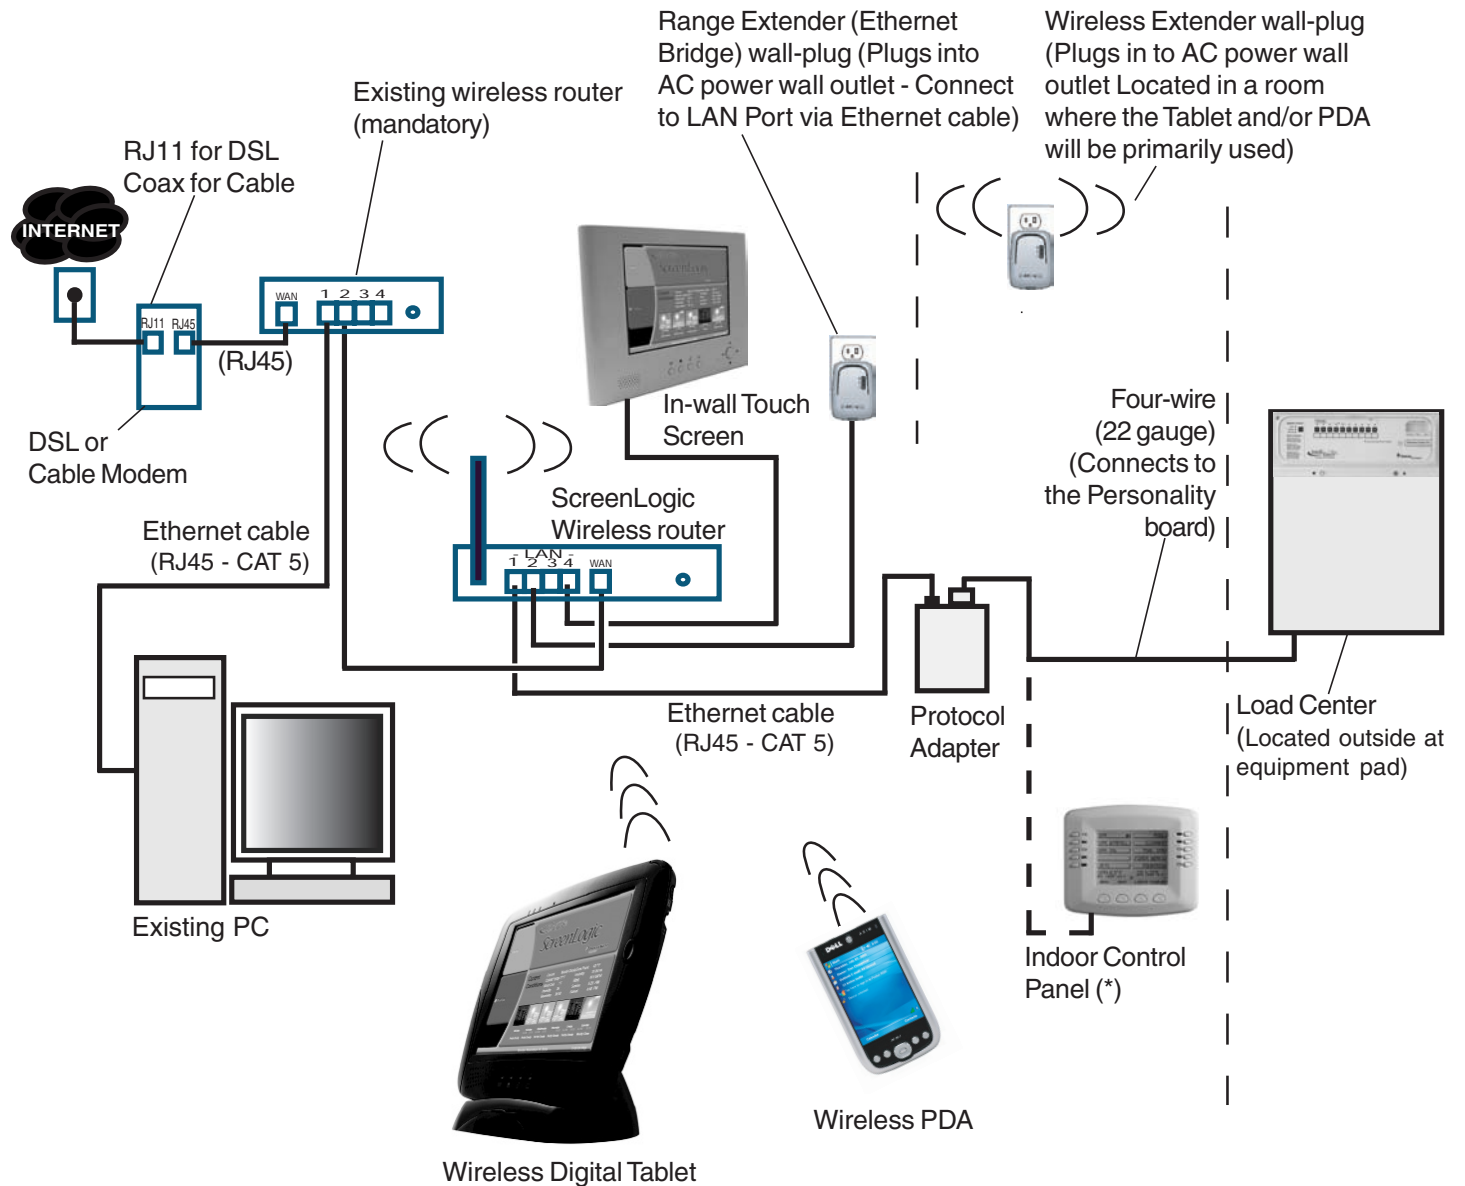 Range Extender (Ethernet
Bridge) wall-plug (Plugs into
AC power wall outlet - Connect
to LAN Port via Ethernet cable)
Wireless Extender wall-plug
(Plugs in to AC power wall
outlet Located in a room
where the Tablet and/or PDA
will be primarily used)
Existing wireless router
(mandatory)
RJ11 for DSL
Coax for Cable
INTERNET
WAN
1 2 3 4
RJ11 RJ45
(RJ45)
DSL or
Cable Modem
In-wall Touch
Screen
Four-wire
(22 gauge)
(Connects to
the Personality
board)
ScreenLogic
Wireless router
Ethernet cable
(RJ45 - CAT 5)
- LAN -
1 2 3 4
WAN
Ethernet cable
(RJ45 - CAT 5)
Protocol
Adapter
Load Center
(Located outside at
equipment pad)
Existing PC
ScreenLogic
DELL
Indoor Control
Panel (*)
Wireless PDA
Wireless Digital Tablet